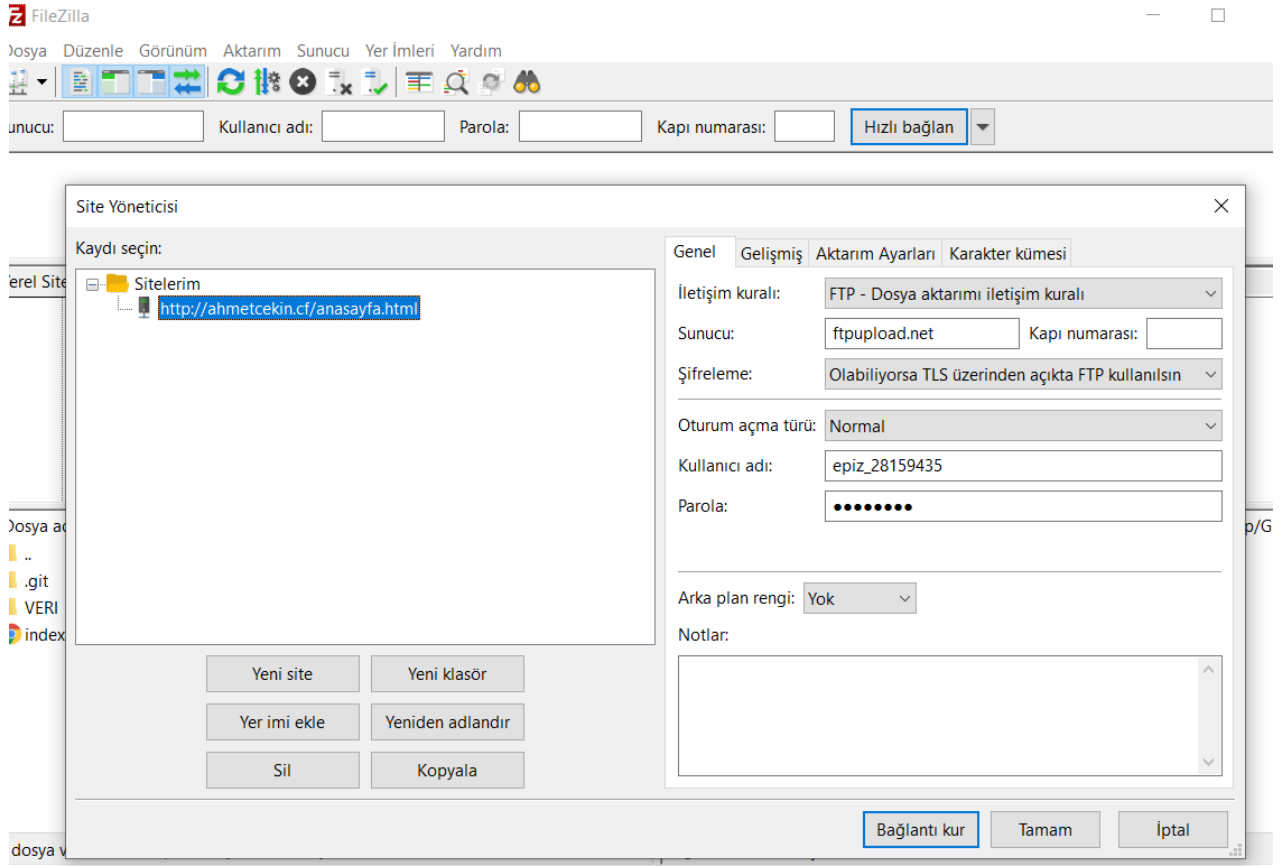 FileZilla
Dosya Düzenle Görünüm Aktarım Sunucu Yer İmleri Yardım
unucu: Kullanıcı adı: Parola: Kapı numarası: Hızlı bağlan
Site Yöneticisi
Kaydı seçin:
Genel Gelişmiş Aktarım Ayarları Karakter kümesi
erel Site
Sitelerim
http://ahmetcekin.cf/anasayfa.html
İletişim kuralı: FTP - Dosya aktarımı iletişim kuralı
Sunucu: ftpupload.net Kapı numarası:
Şifreleme: Olabiliyorsa TLS üzerinden açıkta FTP kullanılsın
Oturum açma türü: Normal
Kullanıcı adı: epiz_28159435
Parola: ●●●●●●●●
Dosya ad
p/G
..
.git
VERI
index
Arka plan rengi: Yok
Notlar:
Yeni site Yeni klasör
Yer imi ekle Yeniden adlandır
Sil Kopyala
Bağlantı kur Tamam İptal
dosya v